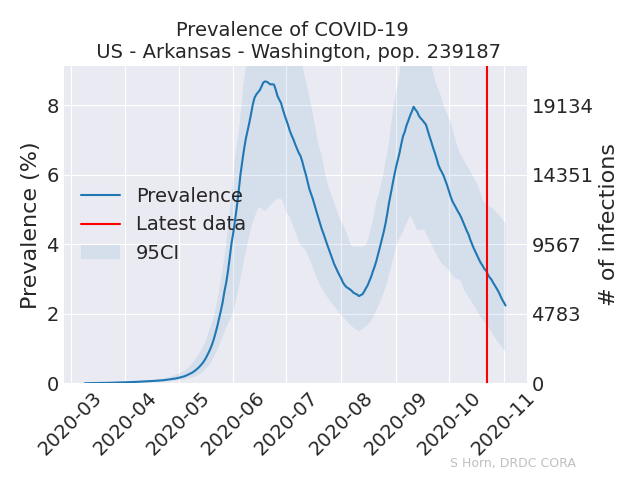 Prevalence of COVID-19
US - Arkansas - Washington, pop. 239187
Prevalence (%)
8
6
4
2
0
Prevalence
Latest data
95CI
19134
14351
9567
4783
0
# of infections
2020-03
2020-04
2020-05
2020-06
2020-07
2020-08
2020-09
2020-10
2020-11
S Horn, DRDC CORA